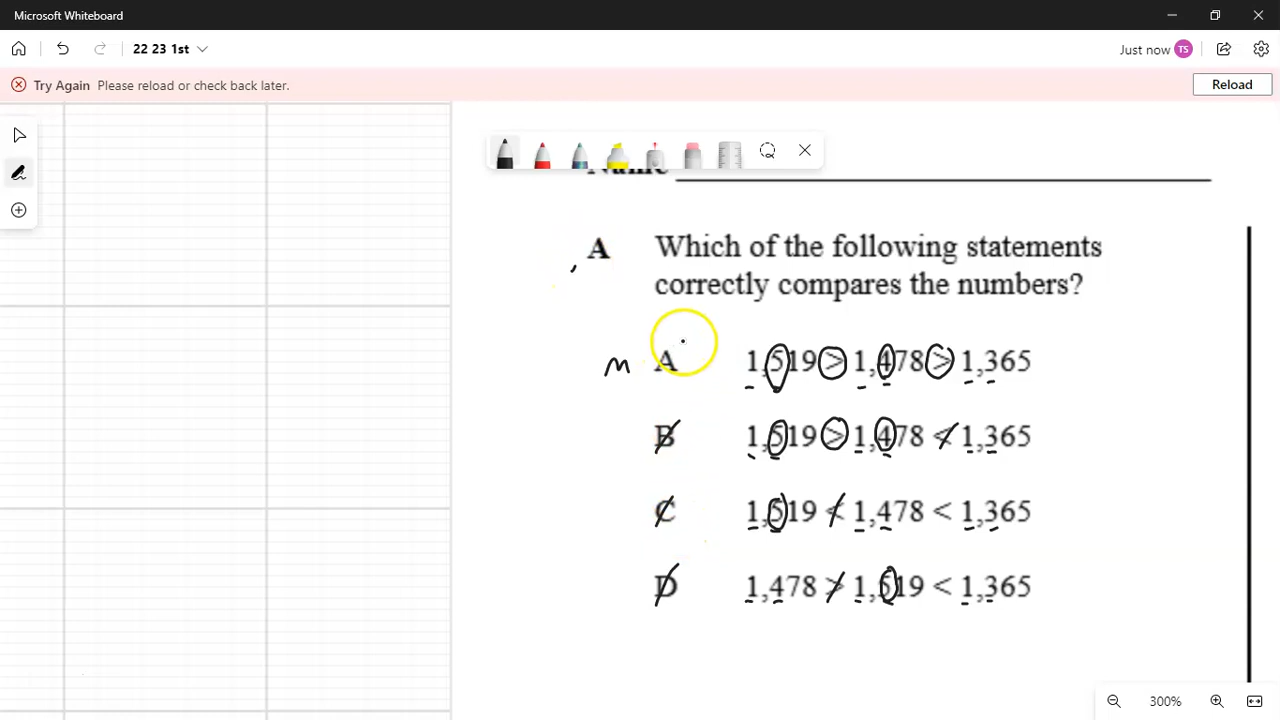 Microsoft Whiteboard
22 23 1st
Just now TS
Try Again Please reload or check back later.
Reload
Name
A Which of the following statements
correctly compares the numbers?
m A 1,519 > 1,478 > 1,365
B 1,519 > 1,478 < 1,365
C 1,519 < 1,478 < 1,365
D 1,478 > 1,519 < 1,365
300%